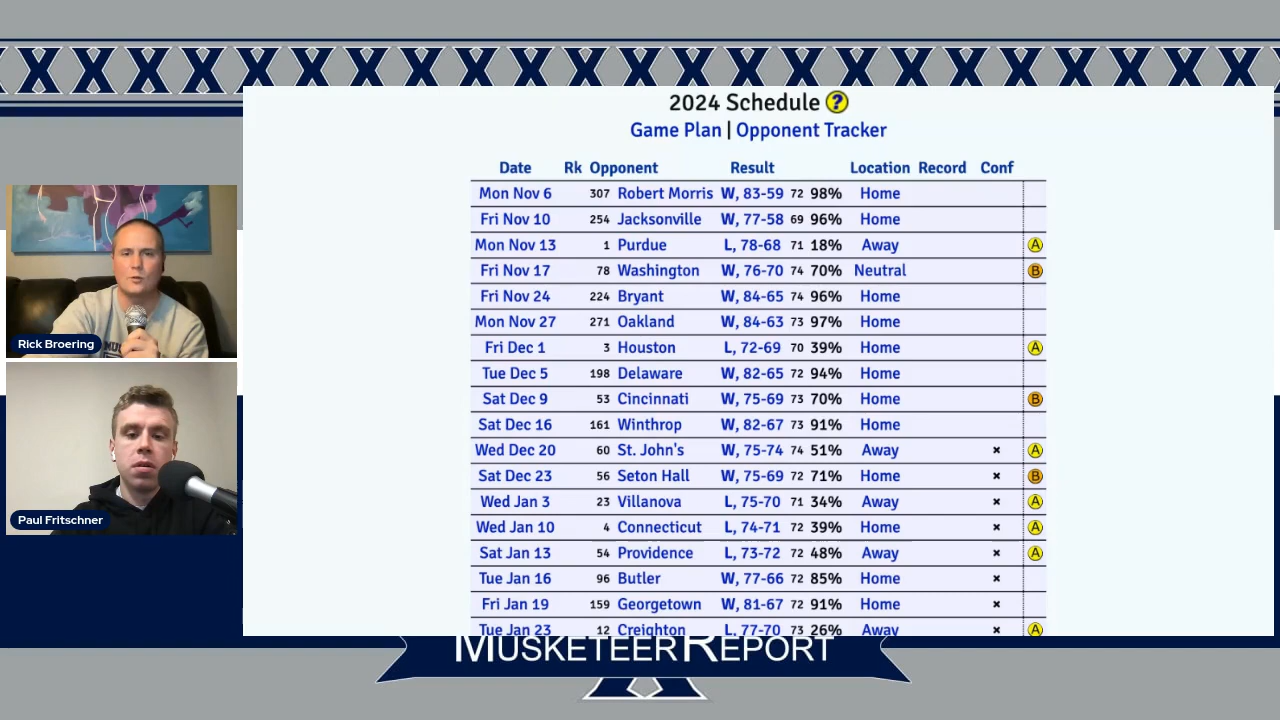 X X X X X X X X X X X X X X X X X X X X X X X X
2024 Schedule ?
Game Plan | Opponent Tracker
Date Rk Opponent Result Location Record Conf
Mon Nov 6 307 Robert Morris W, 83-59 72 98% Home
Fri Nov 10 254 Jacksonville W, 77-58 69 96% Home
Mon Nov 13 1 Purdue L, 78-68 71 18% Away A
Fri Nov 17 78 Washington W, 76-70 74 70% Neutral B
Fri Nov 24 224 Bryant W, 84-65 74 96% Home
Mon Nov 27 271 Oakland W, 84-63 73 97% Home
Fri Dec 1 3 Houston L, 72-69 70 39% Home A
Tue Dec 5 198 Delaware W, 82-65 72 94% Home
Sat Dec 9 53 Cincinnati W, 75-69 73 70% Home B
Sat Dec 16 161 Winthrop W, 82-67 73 91% Home
Wed Dec 20 60 St. John's W, 75-74 74 51% Away × A
Sat Dec 23 56 Seton Hall W, 75-69 72 71% Home × B
Wed Jan 3 23 Villanova L, 75-70 71 34% Away × A
Wed Jan 10 4 Connecticut L, 74-71 72 39% Home × A
Sat Jan 13 54 Providence L, 73-72 72 48% Away × A
Tue Jan 16 96 Butler W, 77-66 72 85% Home ×
Fri Jan 19 159 Georgetown W, 81-67 72 91% Home ×
Tue Jan 23 12 Creighton L, 77-70 73 26% Away × A
Rick Broering
Paul Fritschner
MUSKETEERREPORT
X